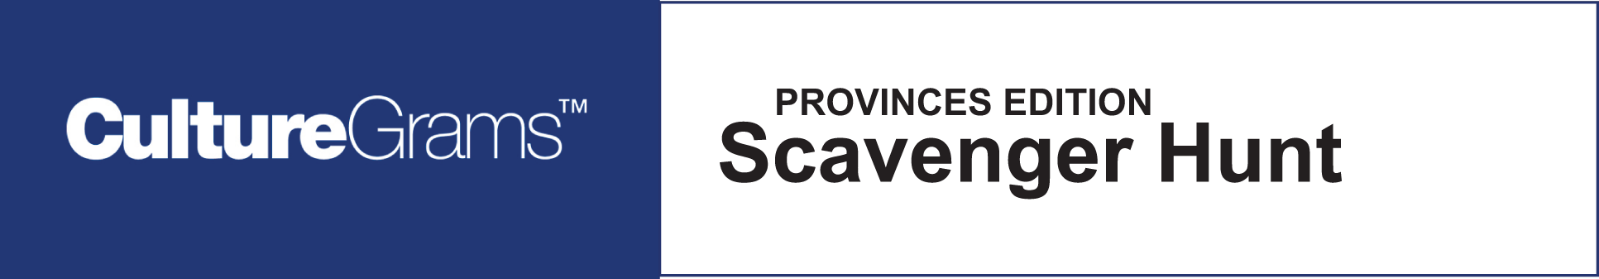 CultureGrams™
PROVINCES EDITION
Scavenger Hunt